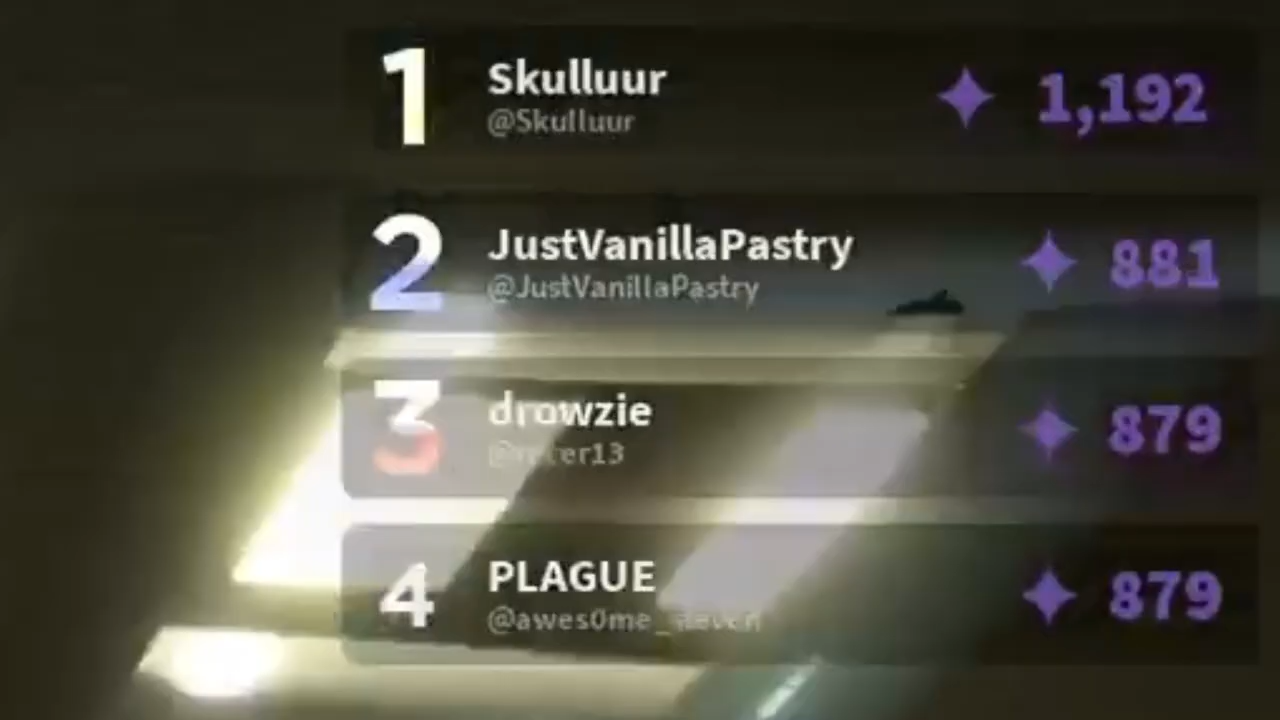 1
Skulluur
@Skulluur
1,192
2
JustVanillaPastry
@JustVanillaPastry
881
3
drowzie
879
4
PLAGUE
879